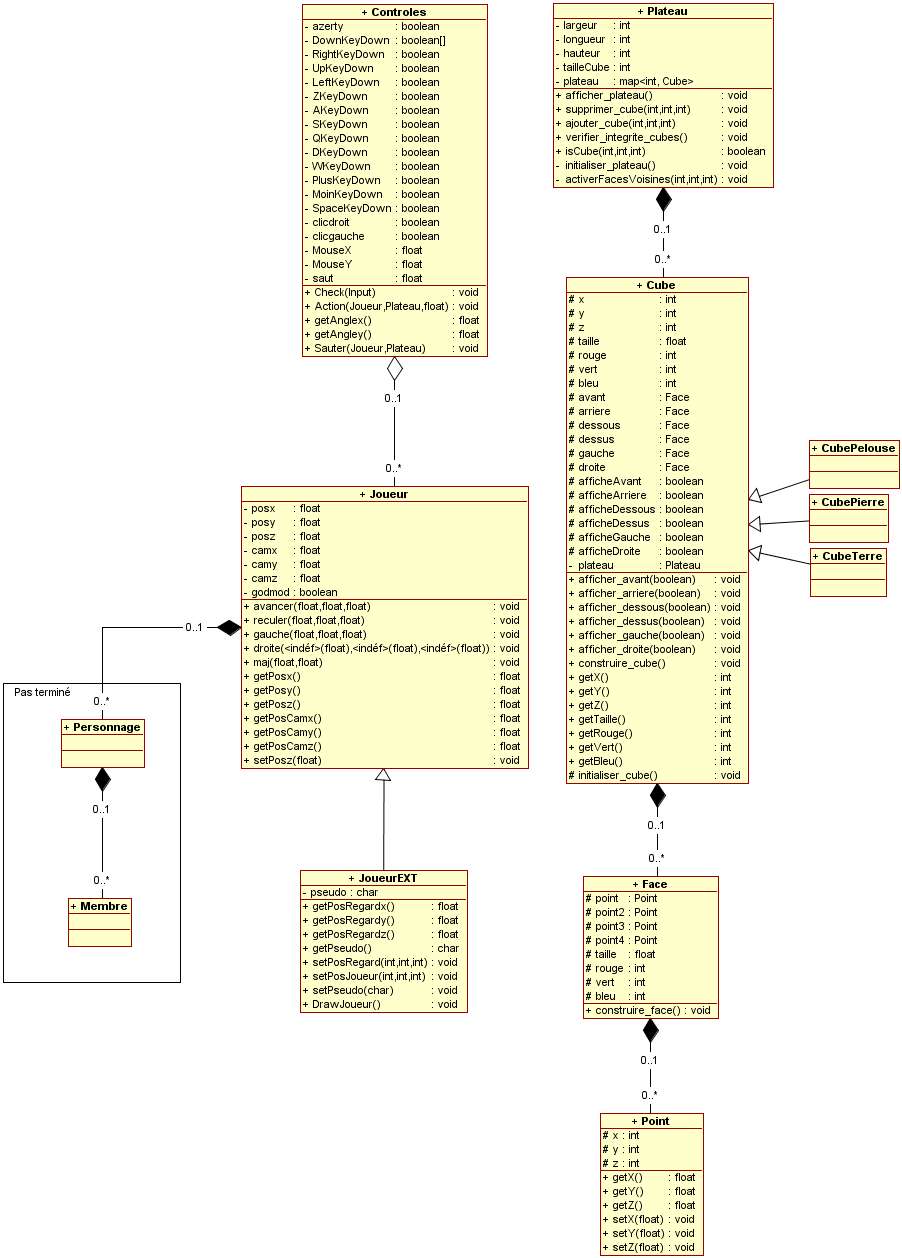 + Controles
- azerty : boolean
- DownKeyDown : boolean[]
- RightKeyDown : boolean
- UpKeyDown : boolean
- LeftKeyDown : boolean
- ZKeyDown : boolean
- AKeyDown : boolean
- SKeyDown : boolean
- QKeyDown : boolean
- DKeyDown : boolean
- WKeyDown : boolean
- PlusKeyDown : boolean
- MoinKeyDown : boolean
- SpaceKeyDown : boolean
- clicdroit : boolean
- clicgauche : boolean
- MouseX : float
- MouseY : float
- saut : float
+ Check(Input) : void
+ Action(Joueur,Plateau,float) : void
+ getAnglex() : float
+ getAngley() : float
+ Sauter(Joueur,Plateau) : void
0..1
0..*
+ Joueur
- posx : float
- posy : float
- posz : float
- camx : float
- camy : float
- camz : float
- godmod : boolean
+ avancer(float,float,float) : void
+ reculer(float,float,float) : void
+ gauche(float,float,float) : void
+ droite(<indéf>(float),<indéf>(float),<indéf>(float)) : void
+ maj(float,float) : void
+ getPosx() : float
+ getPosy() : float
+ getPosz() : float
+ getPosCamx() : float
+ getPosCamy() : float
+ getPosCamz() : float
+ setPosz(float) : void
0..1
Pas terminé
0..*
+ Personnage
0..1
0..*
+ Membre
+ JoueurEXT
- pseudo : char
+ getPosRegardx() : float
+ getPosRegardy() : float
+ getPosRegardz() : float
+ getPseudo() : char
+ setPosRegard(int,int,int) : void
+ setPosJoueur(int,int,int) : void
+ setPseudo(char) : void
+ DrawJoueur() : void
+ Plateau
- largeur : int
- longueur : int
- hauteur : int
- tailleCube : int
- plateau : map<int, Cube>
+ afficher_plateau() : void
+ supprimer_cube(int,int,int) : void
+ ajouter_cube(int,int,int) : void
+ verifier_integrite_cubes() : void
+ isCube(int,int,int) : boolean
- initialiser_plateau() : void
- activerFacesVoisines(int,int,int) : void
0..1
0..*
+ Cube
# x : int
# y : int
# z : int
# taille : float
# rouge : int
# vert : int
# bleu : int
# avant : Face
# arriere : Face
# dessous : Face
# dessus : Face
# gauche : Face
# droite : Face
# afficheAvant : boolean
# afficheArriere : boolean
# afficheDessous : boolean
# afficheDessus : boolean
# afficheGauche : boolean
# afficheDroite : boolean
- plateau : Plateau
+ afficher_avant(boolean) : void
+ afficher_arriere(boolean) : void
+ afficher_dessous(boolean) : void
+ afficher_dessus(boolean) : void
+ afficher_gauche(boolean) : void
+ afficher_droite(boolean) : void
+ construire_cube() : void
+ getX() : int
+ getY() : int
+ getZ() : int
+ getTaille() : int
+ getRouge() : int
+ getVert() : int
+ getBleu() : int
# initialiser_cube() : void
+ CubePelouse
+ CubePierre
+ CubeTerre
0..1
0..*
+ Face
# point : Point
# point2 : Point
# point3 : Point
# point4 : Point
# taille : float
# rouge : int
# vert : int
# bleu : int
+ construire_face() : void
0..1
0..*
+ Point
# x : int
# y : int
# z : int
+ getX() : float
+ getY() : float
+ getZ() : float
+ setX(float) : void
+ setY(float) : void
+ setZ(float) : void